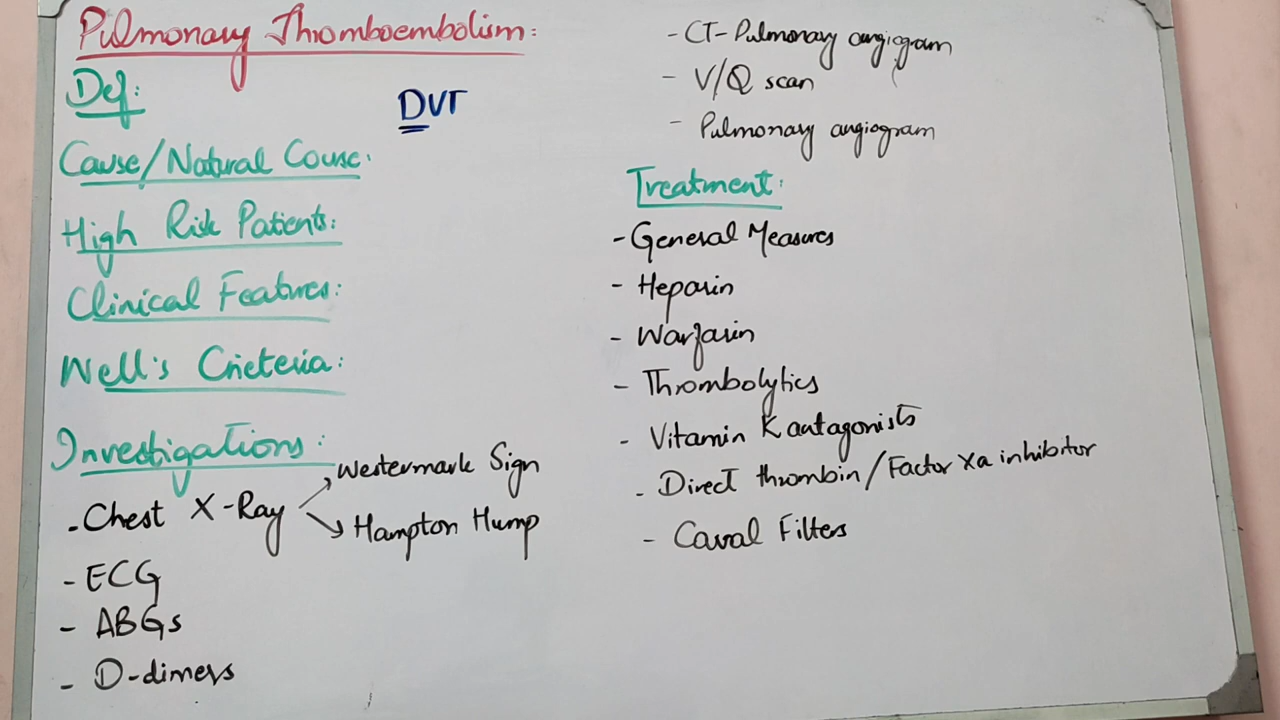 Pulmonary Thromboembolism:
Def:
DVT
Cause/Natural Couse:
High Risk Patients:
Clinical Features:
Well's Crieteria:
Investigations:
- Chest X-Ray
Westermark Sign
Hampton Hump
- ECG
- ABGs
- D-dimers
- CT-Pulmonary angiogram
- V/Q scan
- Pulmonary angiogram
Treatment:
- General Measures
- Heparin
- Warfarin
- Thrombolytics
- Vitamin K antagonists
- Direct thrombin/Factor Xa inhibitor
- Caval Filters